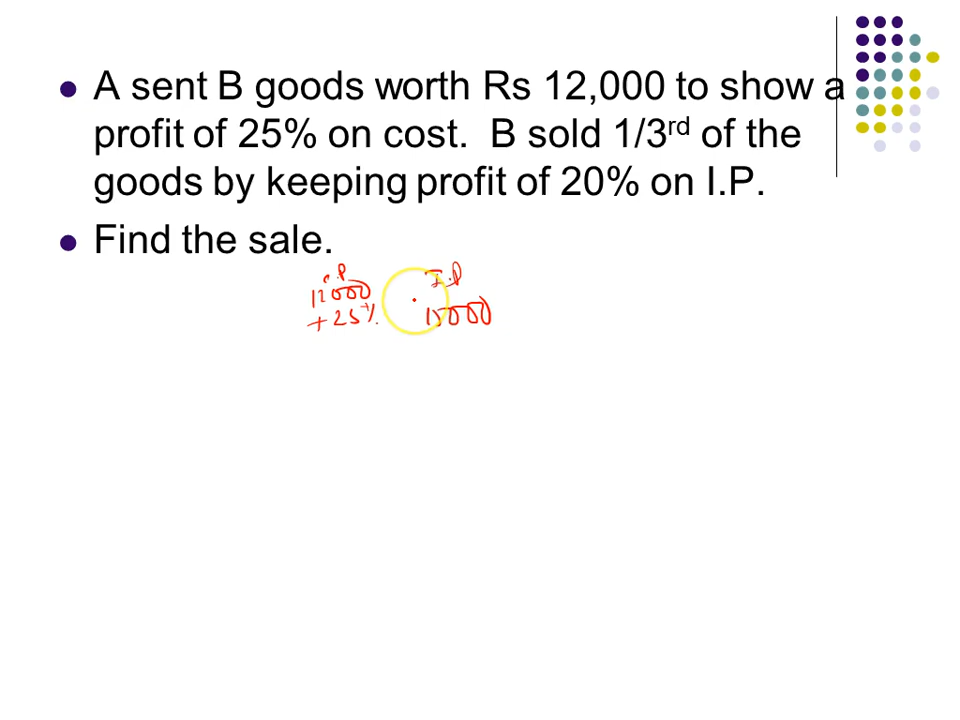 A sent B goods worth Rs 12,000 to show a
profit of 25% on cost. B sold 1/3rd of the
goods by keeping profit of 20% on I.P.
Find the sale.
I.P
12000
+25%
15000